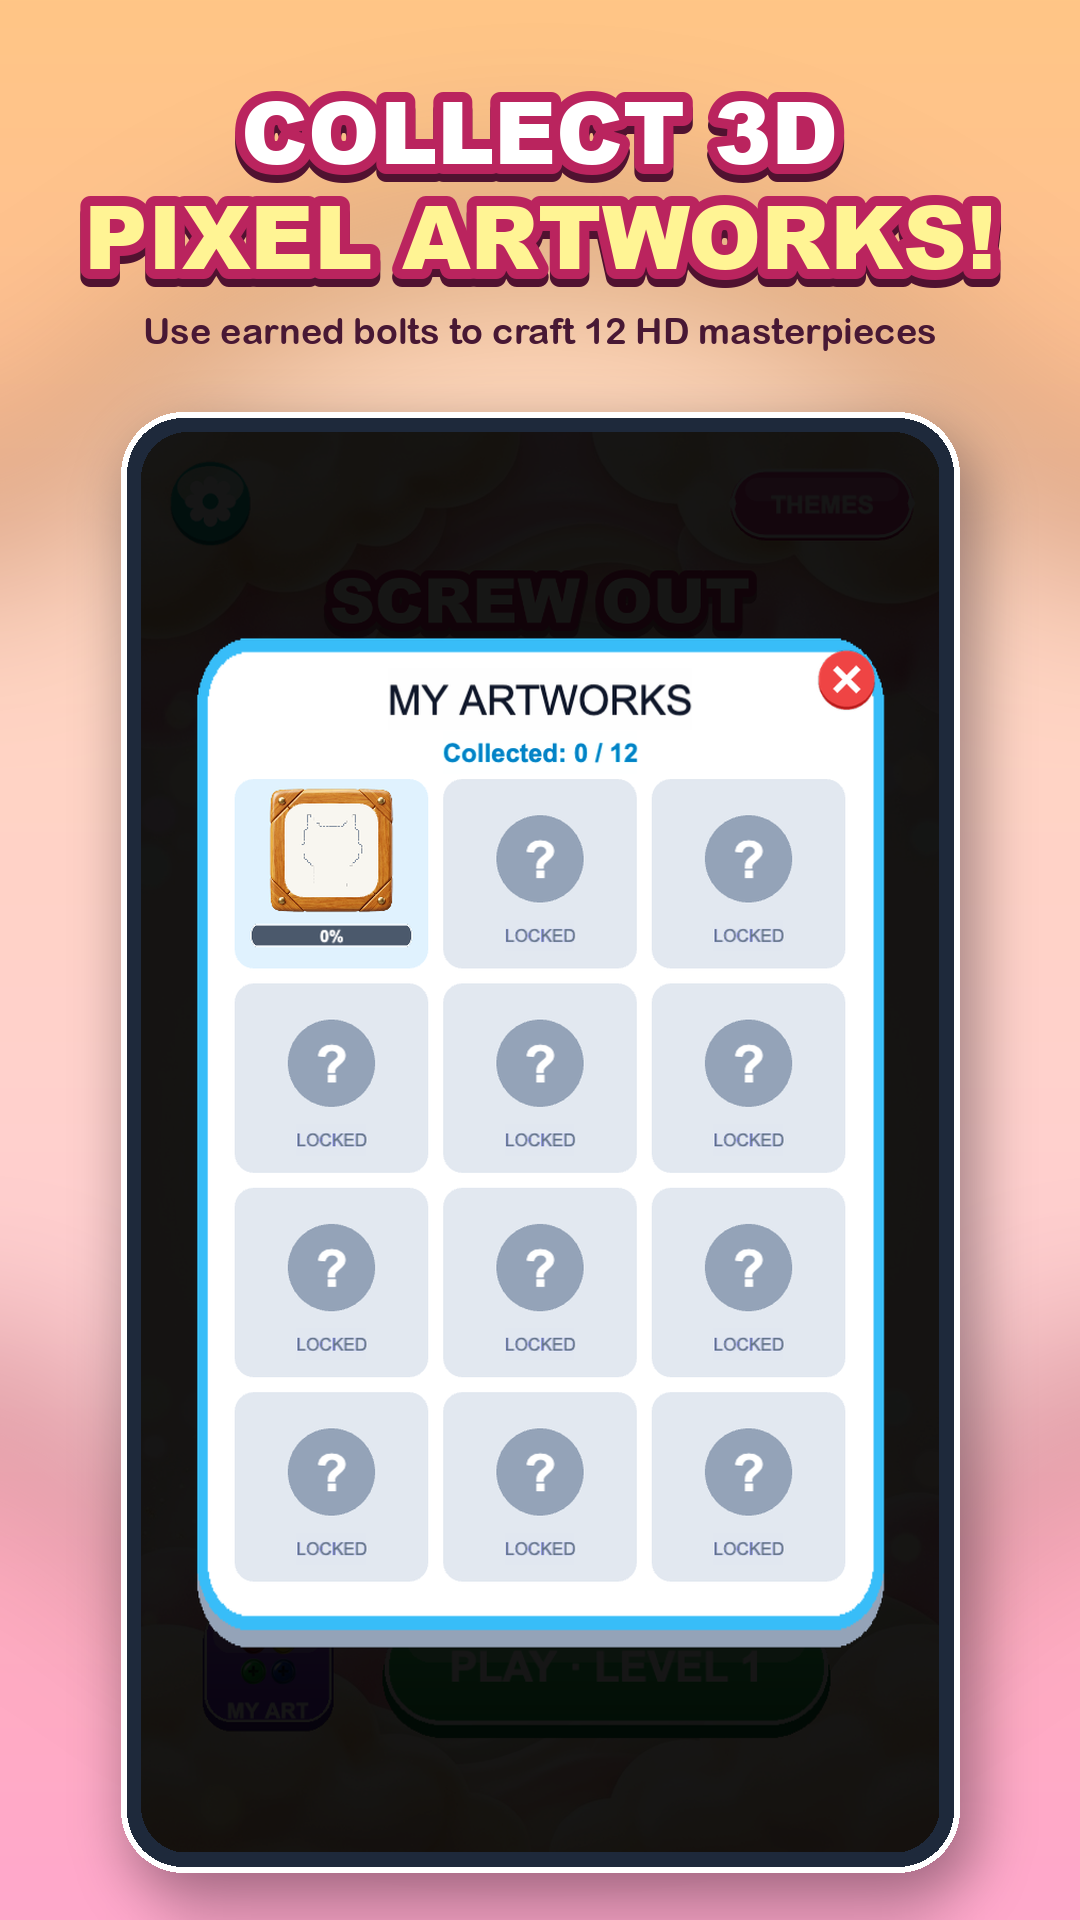 COLLECT 3D
PIXEL ARTWORKS!
Use earned bolts to craft 12 HD masterpieces
THEMES
SCREW OUT
MY ARTWORKS
Collected: 0 / 12
0%
? ? ?
LOCKED LOCKED
? ? ?
LOCKED LOCKED LOCKED
? ? ?
LOCKED LOCKED LOCKED
? ? ?
LOCKED LOCKED LOCKED
PLAY · LEVEL 1
MY ART